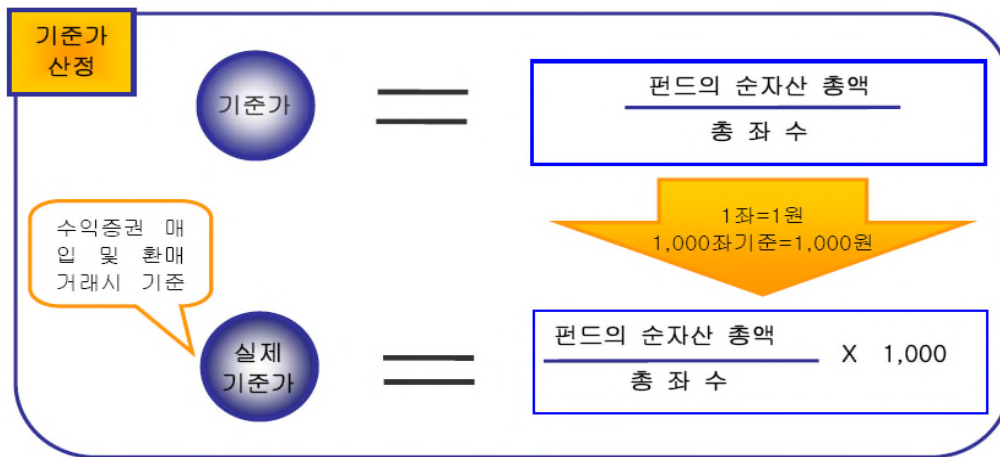 기준가
산정
기준가
펀드의 순자산 총액
총 좌 수
1좌=1원
1,000좌기준=1,000원
수익증권 매
입 및 환매
거래시 기준
실제
기준가
펀드의 순자산 총액
총 좌 수
X 1,000